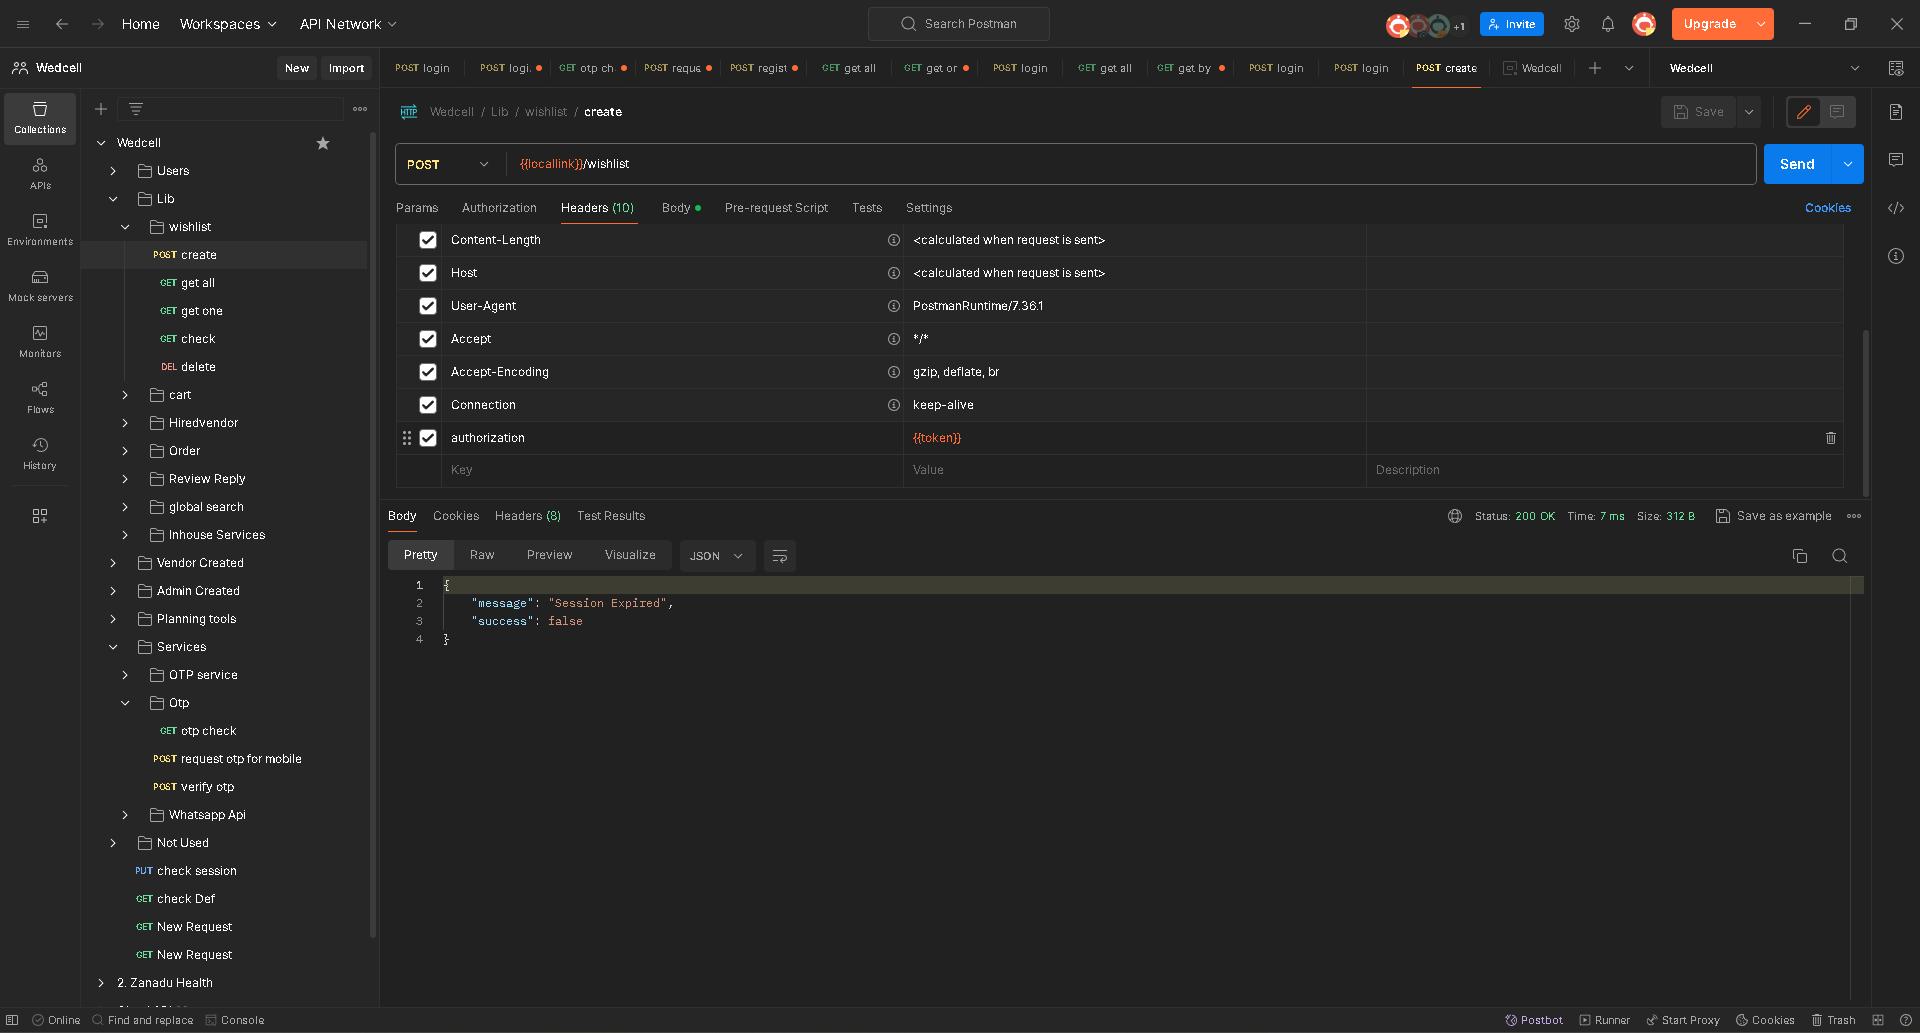 Home Workspaces API Network Search Postman +1 Invite Upgrade
Wedcell New Import
POST login POST logi. GET otp ch POST reque POST regist GET get all GET get or POST login GET get all GET get by POST login POST login POST create Wedcell Wedcell
Collections
APIs
Environments
Mock servers
Monitors
Flows
History
Wedcell
Users
Lib
wishlist
POST create
GET get all
GET get one
GET check
DEL delete
cart
Hiredvendor
Order
Review Reply
global search
Inhouse Services
Vendor Created
Admin Created
Planning tools
Services
OTP service
Otp
GET otp check
POST request otp for mobile
POST verify otp
Whatsapp Api
Not Used
PUT check session
GET check Def
GET New Request
GET New Request
2. Zanadu Health
HTTP Wedcell / Lib / wishlist / create Save
POST {{locallink}}/wishlist Send
Params Authorization Headers (10) Body Pre-request Script Tests Settings Cookies
Content-Length <calculated when request is sent>
Host <calculated when request is sent>
User-Agent PostmanRuntime/7.36.1
Accept */*
Accept-Encoding gzip, deflate, br
Connection keep-alive
authorization {{token}}
Key Value Description
Body Cookies Headers (8) Test Results Status: 200 OK Time: 7 ms Size: 312 B Save as example
Pretty Raw Preview Visualize JSON
1 {
2 "message": "Session Expired",
3 "success": false
4 }
Online Find and replace Console Postbot Runner Start Proxy Cookies Trash